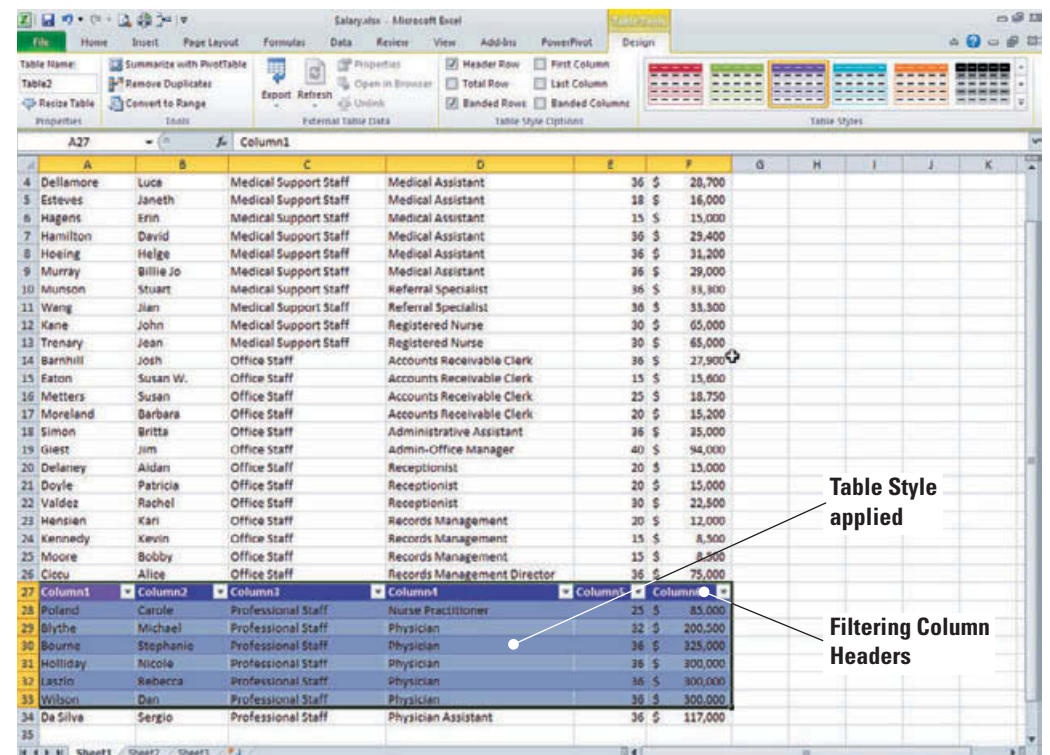 Salary.xlsx - Microsoft Excel
Table Tools
File Home Insert Page Layout Formulas Data Review View Add-Ins PowerPivot Design
Table Name: Summarize with PivotTable Properties Header Row First Column
Table2 Remove Duplicates Export Refresh Open in Browser Total Row Last Column
Resize Table Convert to Range Unlink Banded Rows Banded Columns
Properties Tools External Table Data Table Style Options Table Styles
A27 fx Column1
A B C D E F G H I J K
4 Dellamore Luca Medical Support Staff Medical Assistant 36 $ 28,700
5 Esteves Janeth Medical Support Staff Medical Assistant 18 $ 16,000
6 Hagens Erin Medical Support Staff Medical Assistant 15 $ 15,000
7 Hamilton David Medical Support Staff Medical Assistant 36 $ 29,400
8 Hoeing Helge Medical Support Staff Medical Assistant 36 $ 31,200
9 Murray Billie Jo Medical Support Staff Medical Assistant 36 $ 29,000
10 Munson Stuart Medical Support Staff Referral Specialist 36 $ 33,300
11 Wang Jian Medical Support Staff Referral Specialist 36 $ 33,300
12 Kane John Medical Support Staff Registered Nurse 30 $ 65,000
13 Trenary Jean Medical Support Staff Registered Nurse 30 $ 65,000
14 Barnhill Josh Office Staff Accounts Receivable Clerk 36 $ 27,900
15 Eaton Susan W. Office Staff Accounts Receivable Clerk 15 $ 15,600
16 Metters Susan Office Staff Accounts Receivable Clerk 25 $ 18,750
17 Moreland Barbara Office Staff Accounts Receivable Clerk 20 $ 15,200
18 Simon Britta Office Staff Administrative Assistant 36 $ 35,000
19 Giest Jim Office Staff Admin-Office Manager 40 $ 94,000
20 Delaney Aidan Office Staff Receptionist 20 $ 15,000
21 Doyle Patricia Office Staff Receptionist 20 $ 15,000
22 Valdez Rachel Office Staff Receptionist 30 $ 22,500
23 Hensien Kari Office Staff Records Management 20 $ 12,000
24 Kennedy Kevin Office Staff Records Management 15 $ 8,500
25 Moore Bobby Office Staff Records Management 15 $ 8,500
26 Ciccu Alice Office Staff Records Management Director 36 $ 75,000
27 Column1 Column2 Column3 Column4 Column5
28 Poland Carole Professional Staff Nurse Practitioner 25 $ 85,000
29 Blythe Michael Professional Staff Physician 32 $ 200,500
30 Bourne Stephanie Professional Staff Physician 36 $ 325,000
31 Holliday Nicole Professional Staff Physician 36 $ 300,000
32 Laszlo Rebecca Professional Staff Physician 36 $ 300,000
33 Wilson Dan Professional Staff Physician 36 $ 300,000
34 Da Silva Sergio Professional Staff Physician Assistant 36 $ 117,000
35
Sheet1 Sheet2 Sheet3
Table Style
applied
Filtering Column
Headers